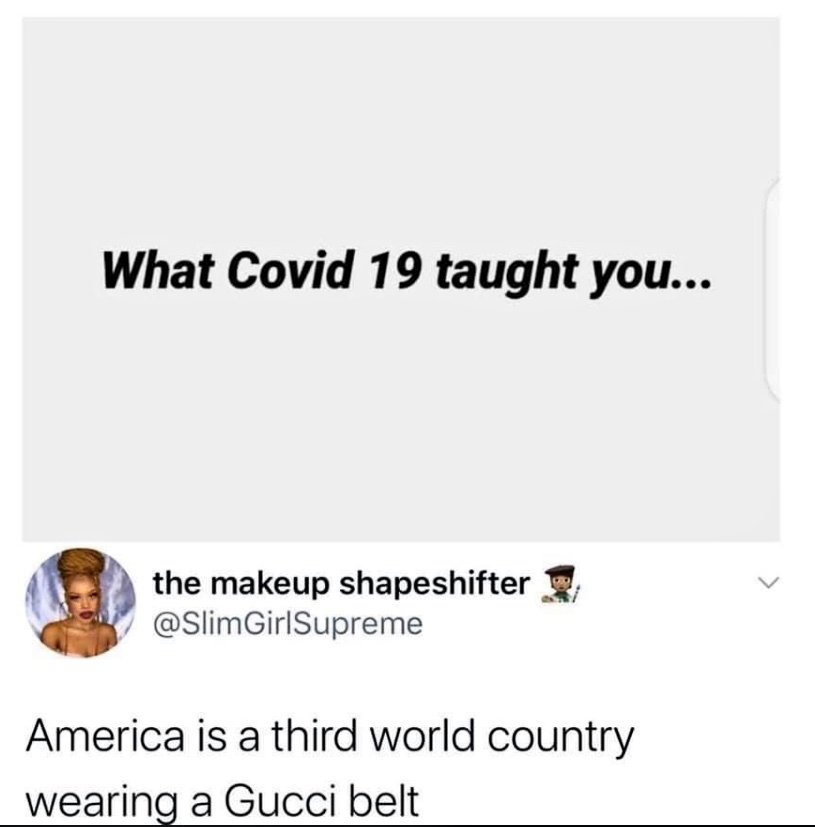 What Covid 19 taught you...
the makeup shapeshifter 👩🏽‍🎨
@SlimGirlSupreme
America is a third world country
wearing a Gucci belt